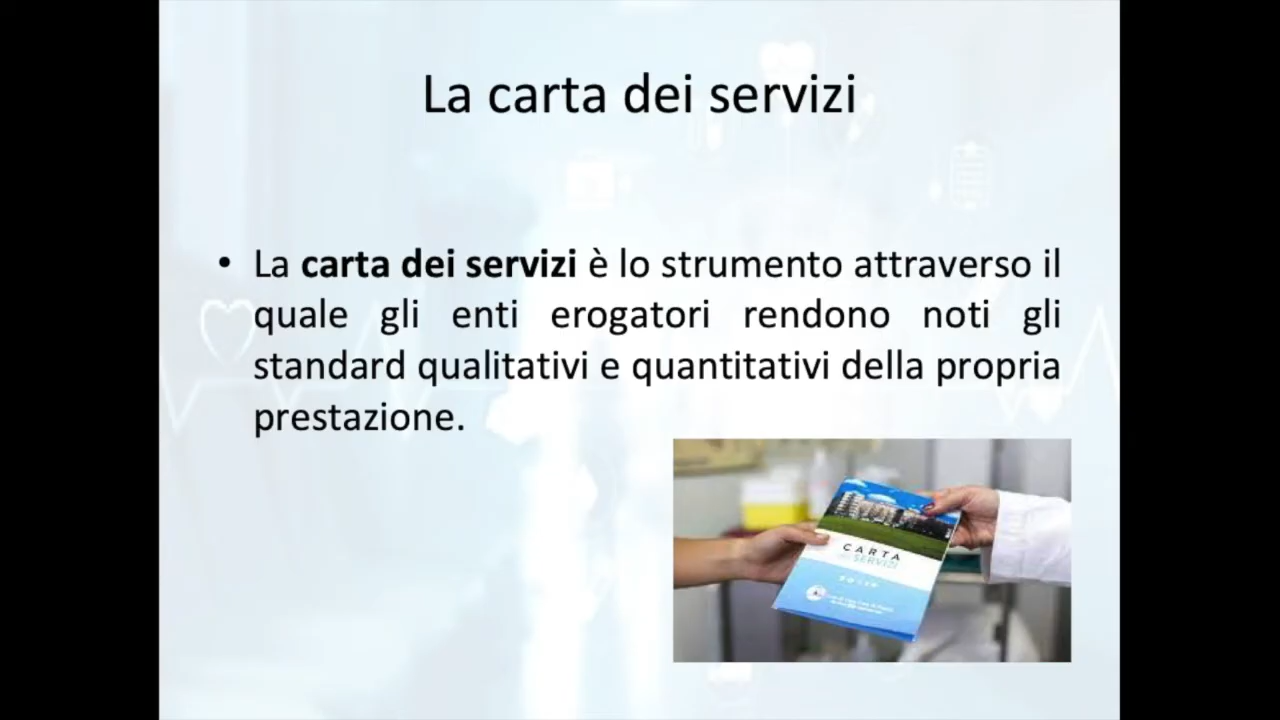 La carta dei servizi
• La carta dei servizi è lo strumento attraverso il
quale gli enti erogatori rendono noti gli
standard qualitativi e quantitativi della propria
prestazione.
CARTA
SERVIZI